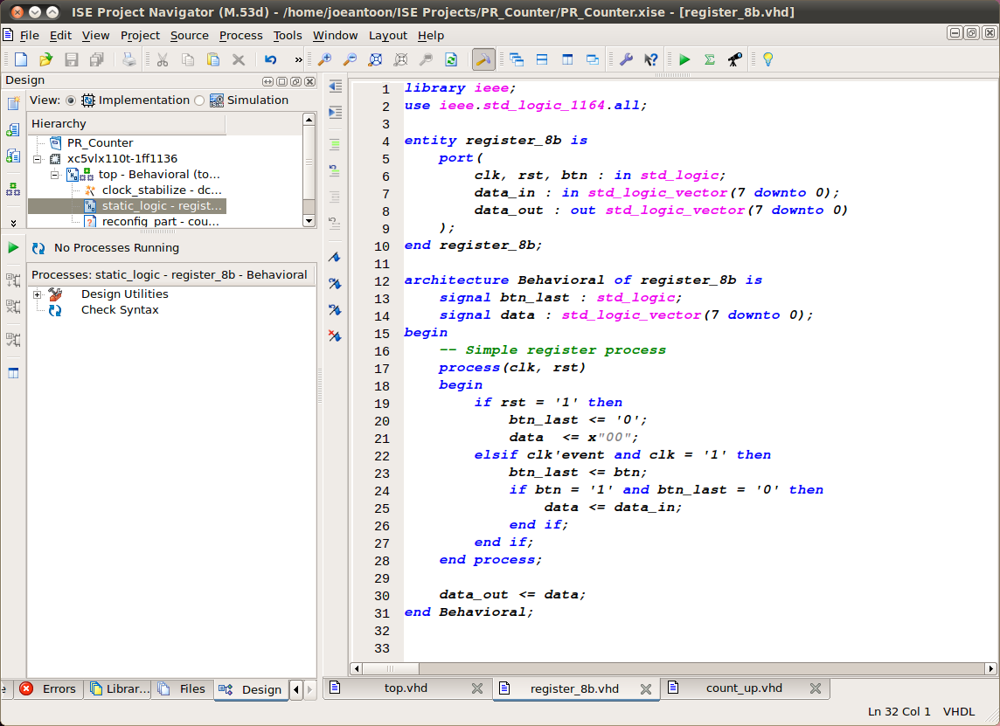 ISE Project Navigator (M.53d) - /home/joeantoon/ISE Projects/PR_Counter/PR_Counter.xise - [register_8b.vhd]
File Edit View Project Source Process Tools Window Layout Help
Design
View: Implementation Simulation
Hierarchy
PR_Counter
xc5vlx110t-1ff1136
top - Behavioral (to...
clock_stabilize - dc...
static_logic - regist...
reconfig_part - cou...
No Processes Running
Processes: static_logic - register_8b - Behavioral
Design Utilities
Check Syntax
1 library ieee;
2 use ieee.std_logic_1164.all;
3
4 entity register_8b is
5 port(
6 clk, rst, btn : in std_logic;
7 data_in : in std_logic_vector(7 downto 0);
8 data_out : out std_logic_vector(7 downto 0)
9 );
10 end register_8b;
11
12 architecture Behavioral of register_8b is
13 signal btn_last : std_logic;
14 signal data : std_logic_vector(7 downto 0);
15 begin
16 -- Simple register process
17 process(clk, rst)
18 begin
19 if rst = '1' then
20 btn_last <= '0';
21 data <= x"00";
22 elsif clk'event and clk = '1' then
23 btn_last <= btn;
24 if btn = '1' and btn_last = '0' then
25 data <= data_in;
26 end if;
27 end if;
28 end process;
29
30 data_out <= data;
31 end Behavioral;
32
33
e Errors Librar... Files Design
top.vhd register_8b.vhd count_up.vhd
Ln 32 Col 1 VHDL